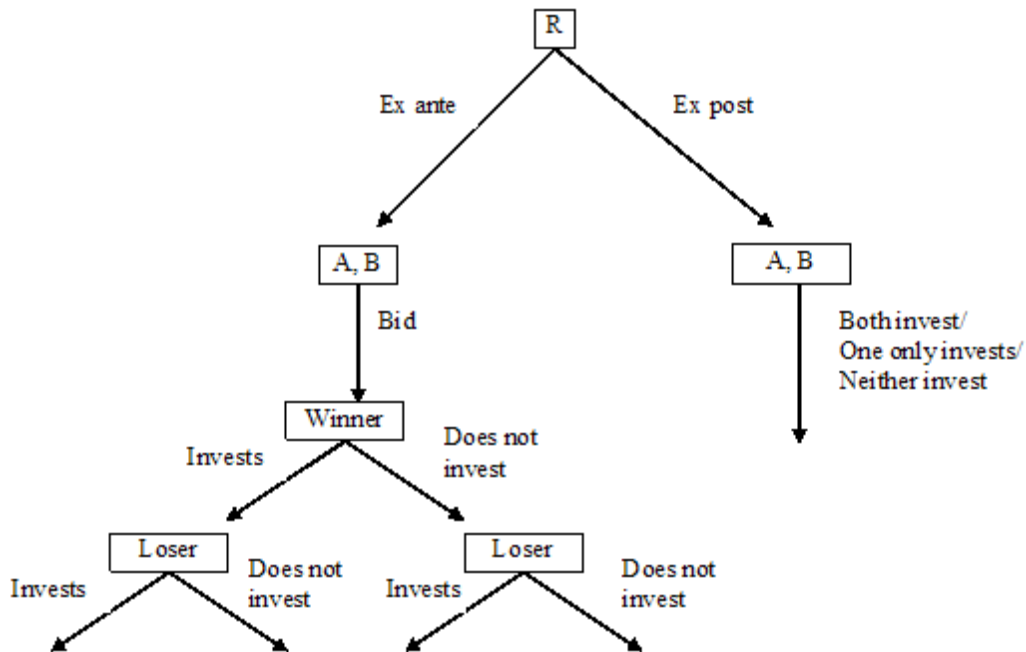 R
Ex ante
Ex post
A, B
A, B
Bid
Both invest/
One only invests/
Neither invest
Winner
Invests
Does not
invest
Loser
Loser
Invests
Does not
invest
Invests
Does not
invest